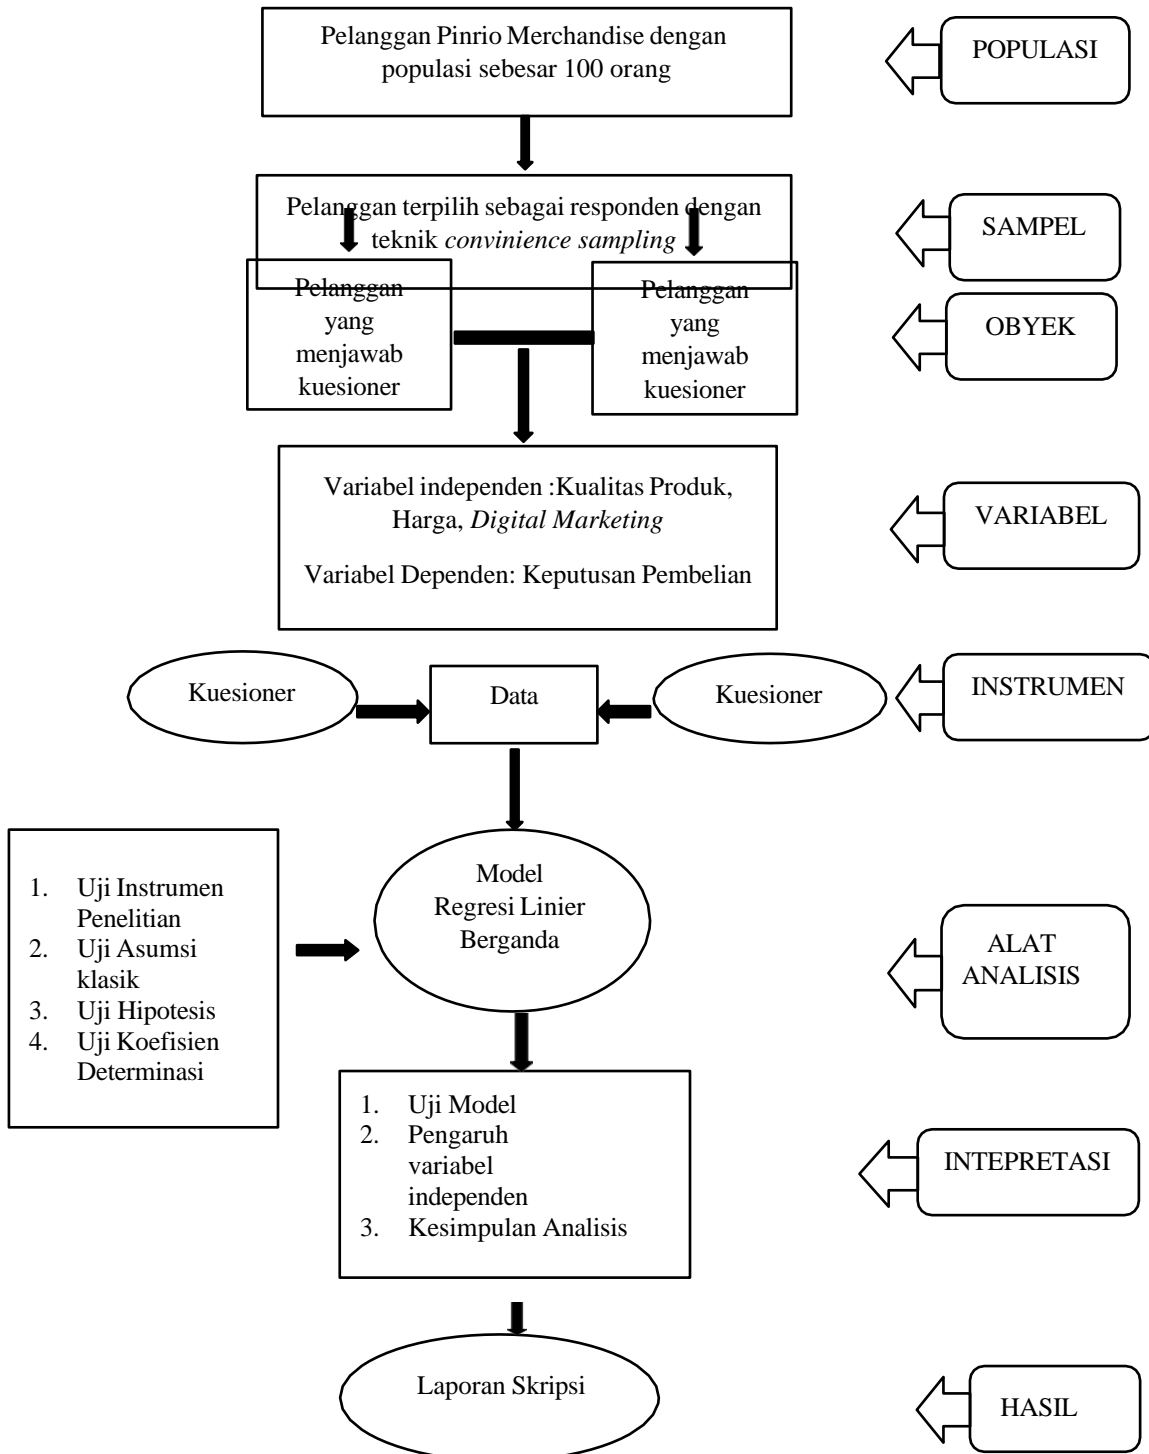 Pelanggan Pinrio Merchandise dengan
populasi sebesar 100 orang
POPULASI
Pelanggan terpilih sebagai responden dengan
teknik convinience sampling
SAMPEL
Pelanggan
yang
menjawab
kuesioner
Pelanggan
yang
menjawab
kuesioner
OBYEK
Variabel independen :Kualitas Produk,
Harga, Digital Marketing
Variabel Dependen: Keputusan Pembelian
VARIABEL
Kuesioner
Data
Kuesioner
INSTRUMEN
1. Uji Instrumen
Penelitian
2. Uji Asumsi
klasik
3. Uji Hipotesis
4. Uji Koefisien
Determinasi
Model
Regresi Linier
Berganda
ALAT
ANALISIS
1. Uji Model
2. Pengaruh
variabel
independen
3. Kesimpulan Analisis
INTEPRETASI
Laporan Skripsi
HASIL